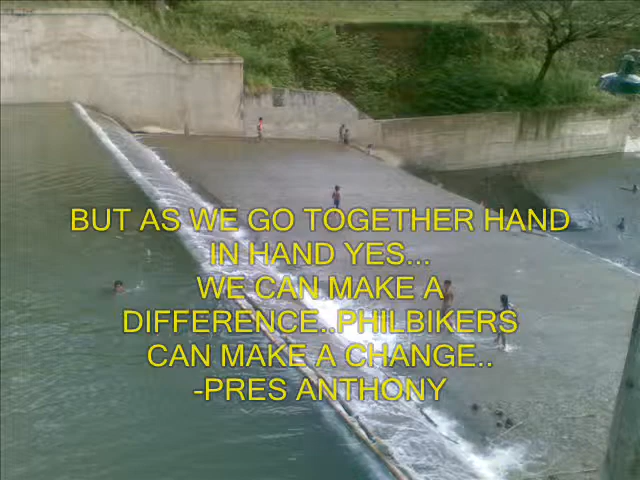 BUT AS WE GO TOGETHER HAND
IN HAND YES...
WE CAN MAKE A
DIFFERENCE..PHILBIKERS
CAN MAKE A CHANGE..
-PRES ANTHONY